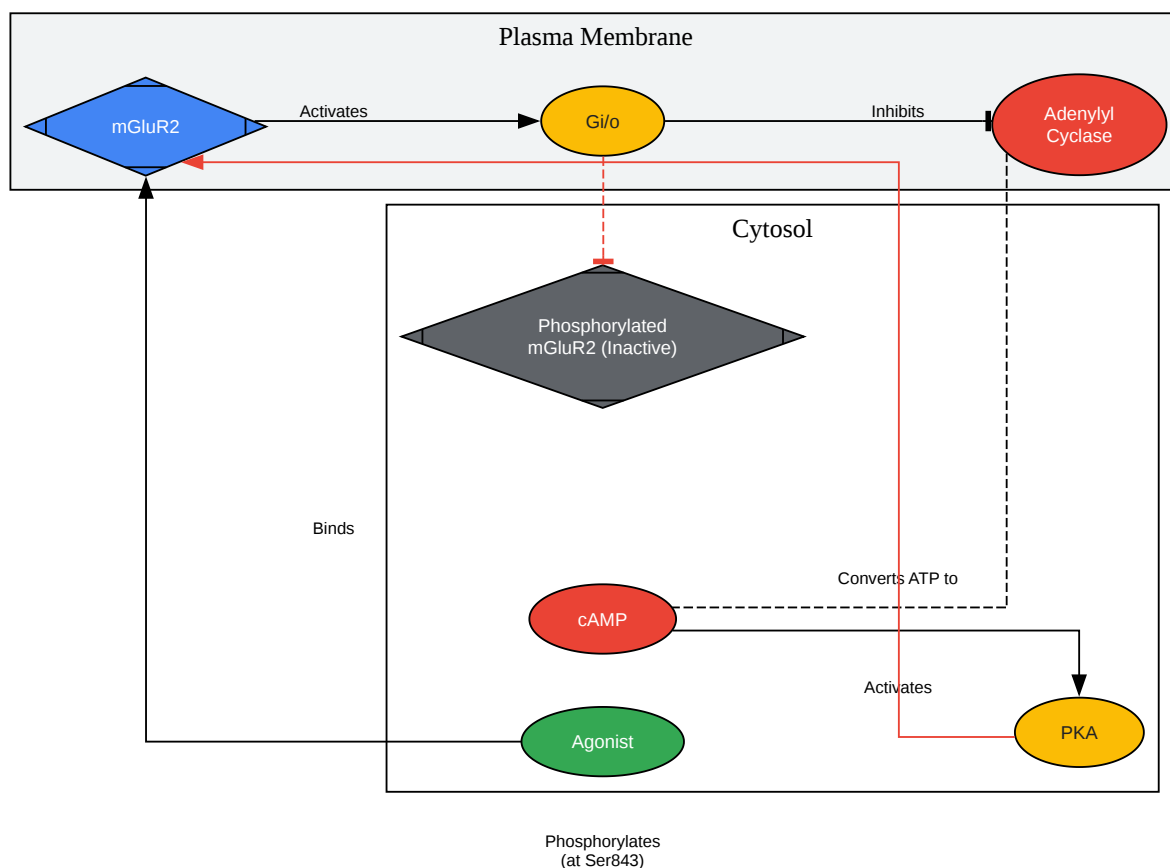 Plasma Membrane
mGluR2
Activates
Gi/o
Inhibits
Adenylyl
Cyclase
Cytosol
Phosphorylated
mGluR2 (Inactive)
Binds
Converts ATP to
cAMP
Activates
Agonist
PKA
Phosphorylates
(at Ser843)